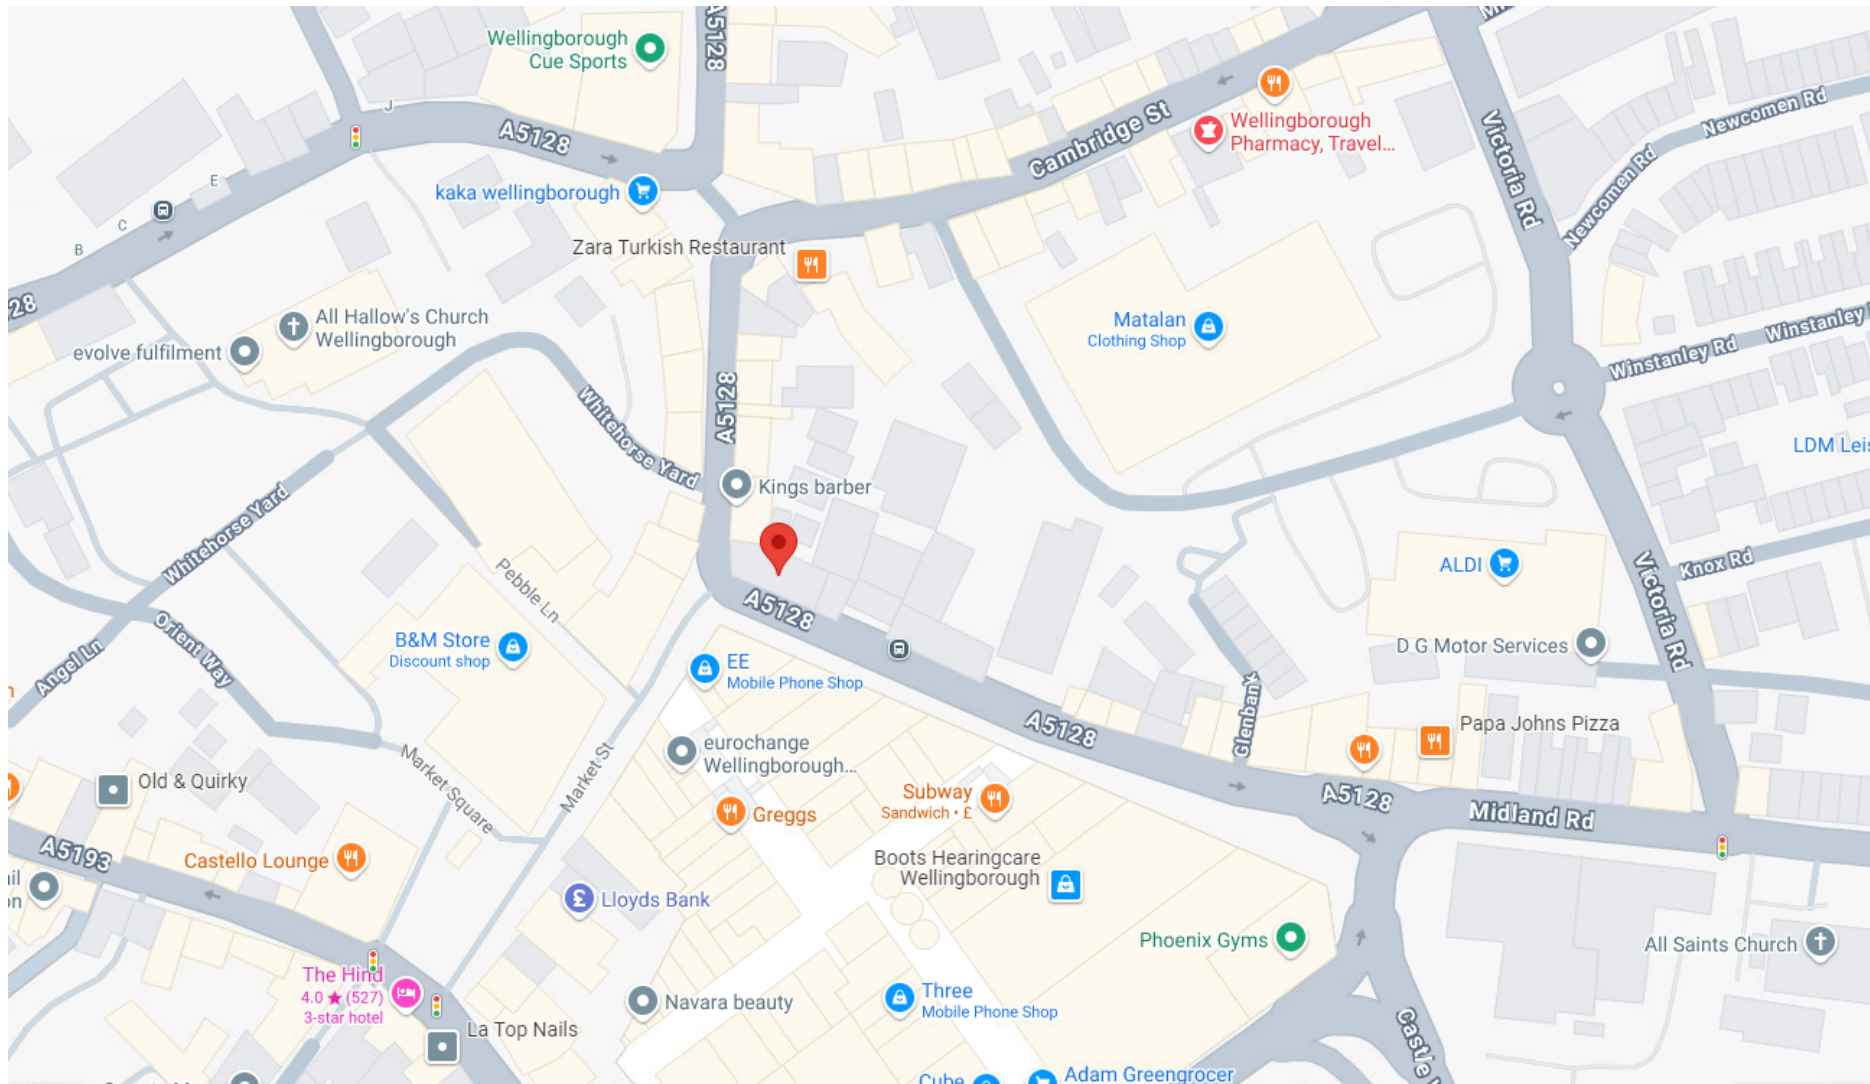 Wellingborough
Cue Sports
A5128
J
A5128
Cambridge St
Wellingborough
Pharmacy, Travel...
Victoria Rd
Newcomen Rd
Newcomen Rd
E
C
B
kaka wellingborough
Zara Turkish Restaurant
28
All Hallow's Church
Wellingborough
evolve fulfilment
Matalan
Clothing Shop
Winstanley Rd
Winstanley
A5128
Whitehorse Yard
LDM Leis
Kings barber
Whitehorse Yard
Pebble Ln
ALDI
Knox Rd
Victoria Rd
A5128
Orient Way
Angel Ln
B&M Store
Discount shop
D G Motor Services
EE
Mobile Phone Shop
Glenbank
A5128
Papa Johns Pizza
eurochange
Wellingborough...
Old & Quirky
Market Square
Market St
Subway
Sandwich • £
Greggs
A5128
Midland Rd
A5193
Castello Lounge
Boots Hearingcare
Wellingborough
ail
on
Lloyds Bank
Phoenix Gyms
All Saints Church
The Hind
4.0 ★ (527)
3-star hotel
Navara beauty
Three
Mobile Phone Shop
La Top Nails
Castle
Cube
Adam Greengrocer